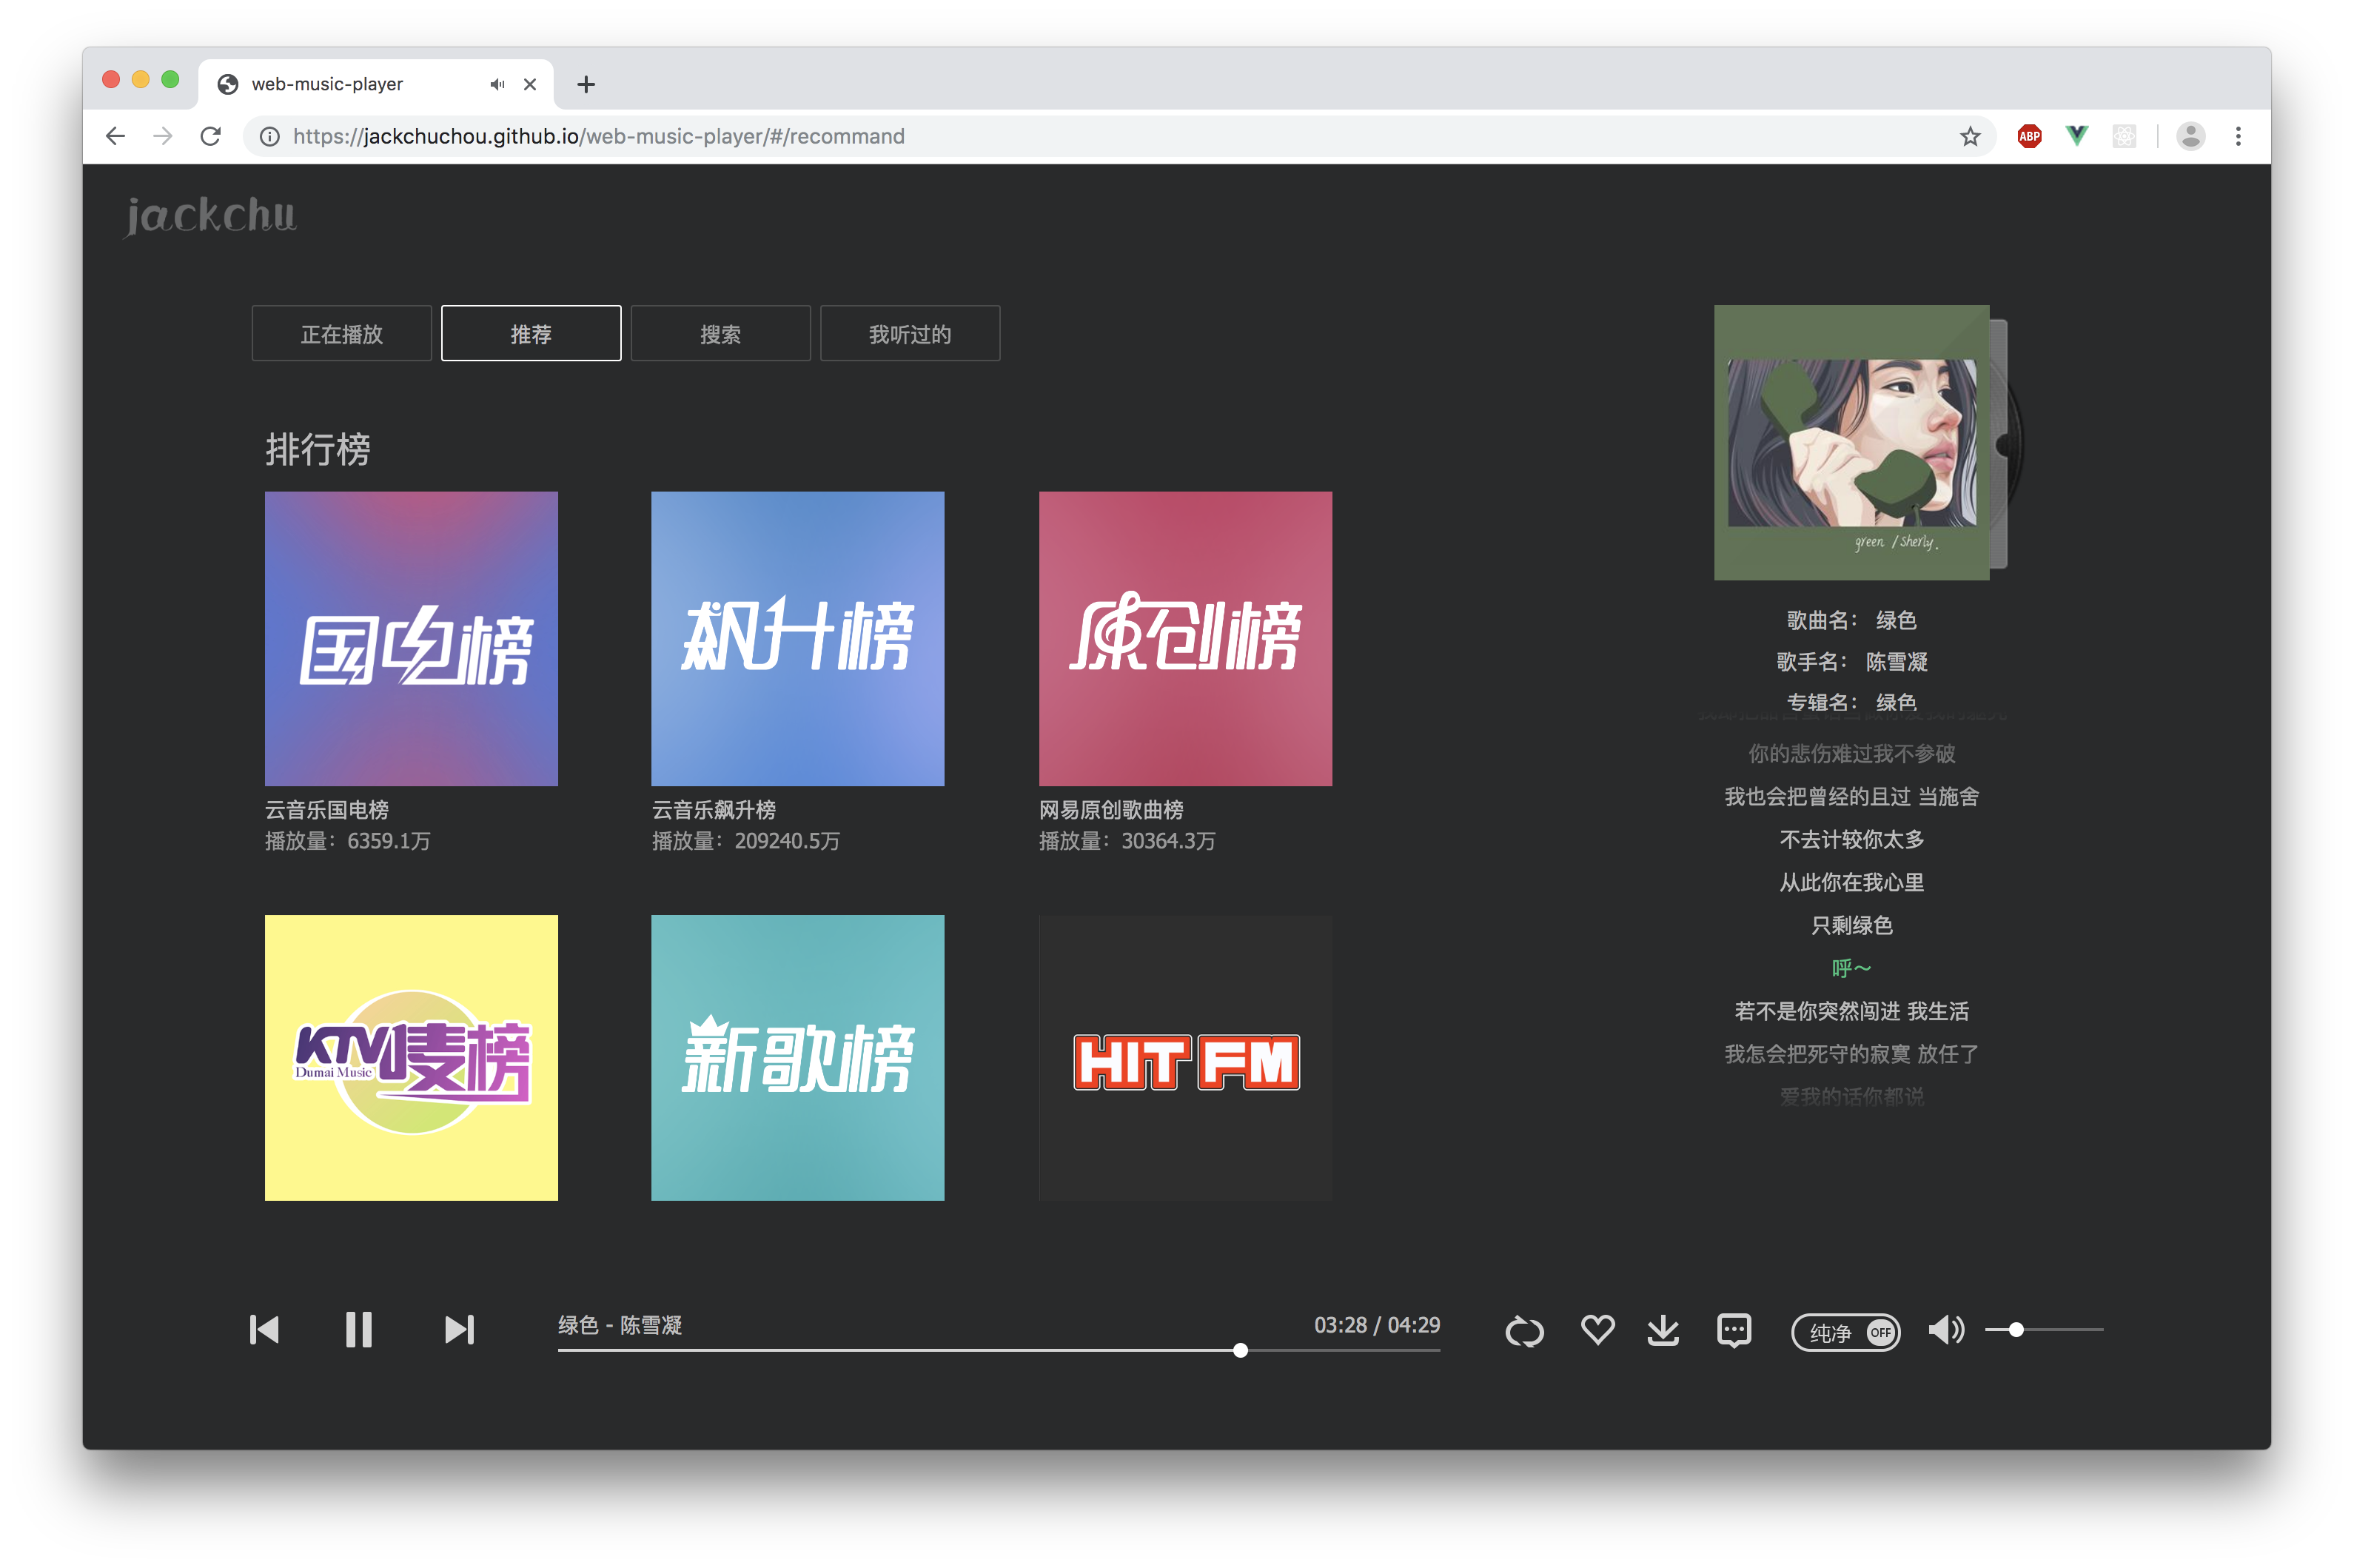 web-music-player
https://jackchuchou.github.io/web-music-player/#/recommand
ABP
jackchu
正在播放
推荐
搜索
我听过的
排行榜
国电榜
飙升榜
原创榜
云音乐国电榜
播放量：6359.1万
云音乐飙升榜
播放量：209240.5万
网易原创歌曲榜
播放量：30364.3万
KTV唛榜
Dumai Music
新歌榜
HIT FM
green / sherly.
歌曲名： 绿色
歌手名： 陈雪凝
专辑名： 绿色
你的悲伤难过我不参破
我也会把曾经的且过 当施舍
不去计较你太多
从此你在我心里
只剩绿色
呼～
若不是你突然闯进 我生活
我怎会把死守的寂寞 放任了
爱我的话你都说
绿色 - 陈雪凝
03:28 / 04:29
纯净 OFF